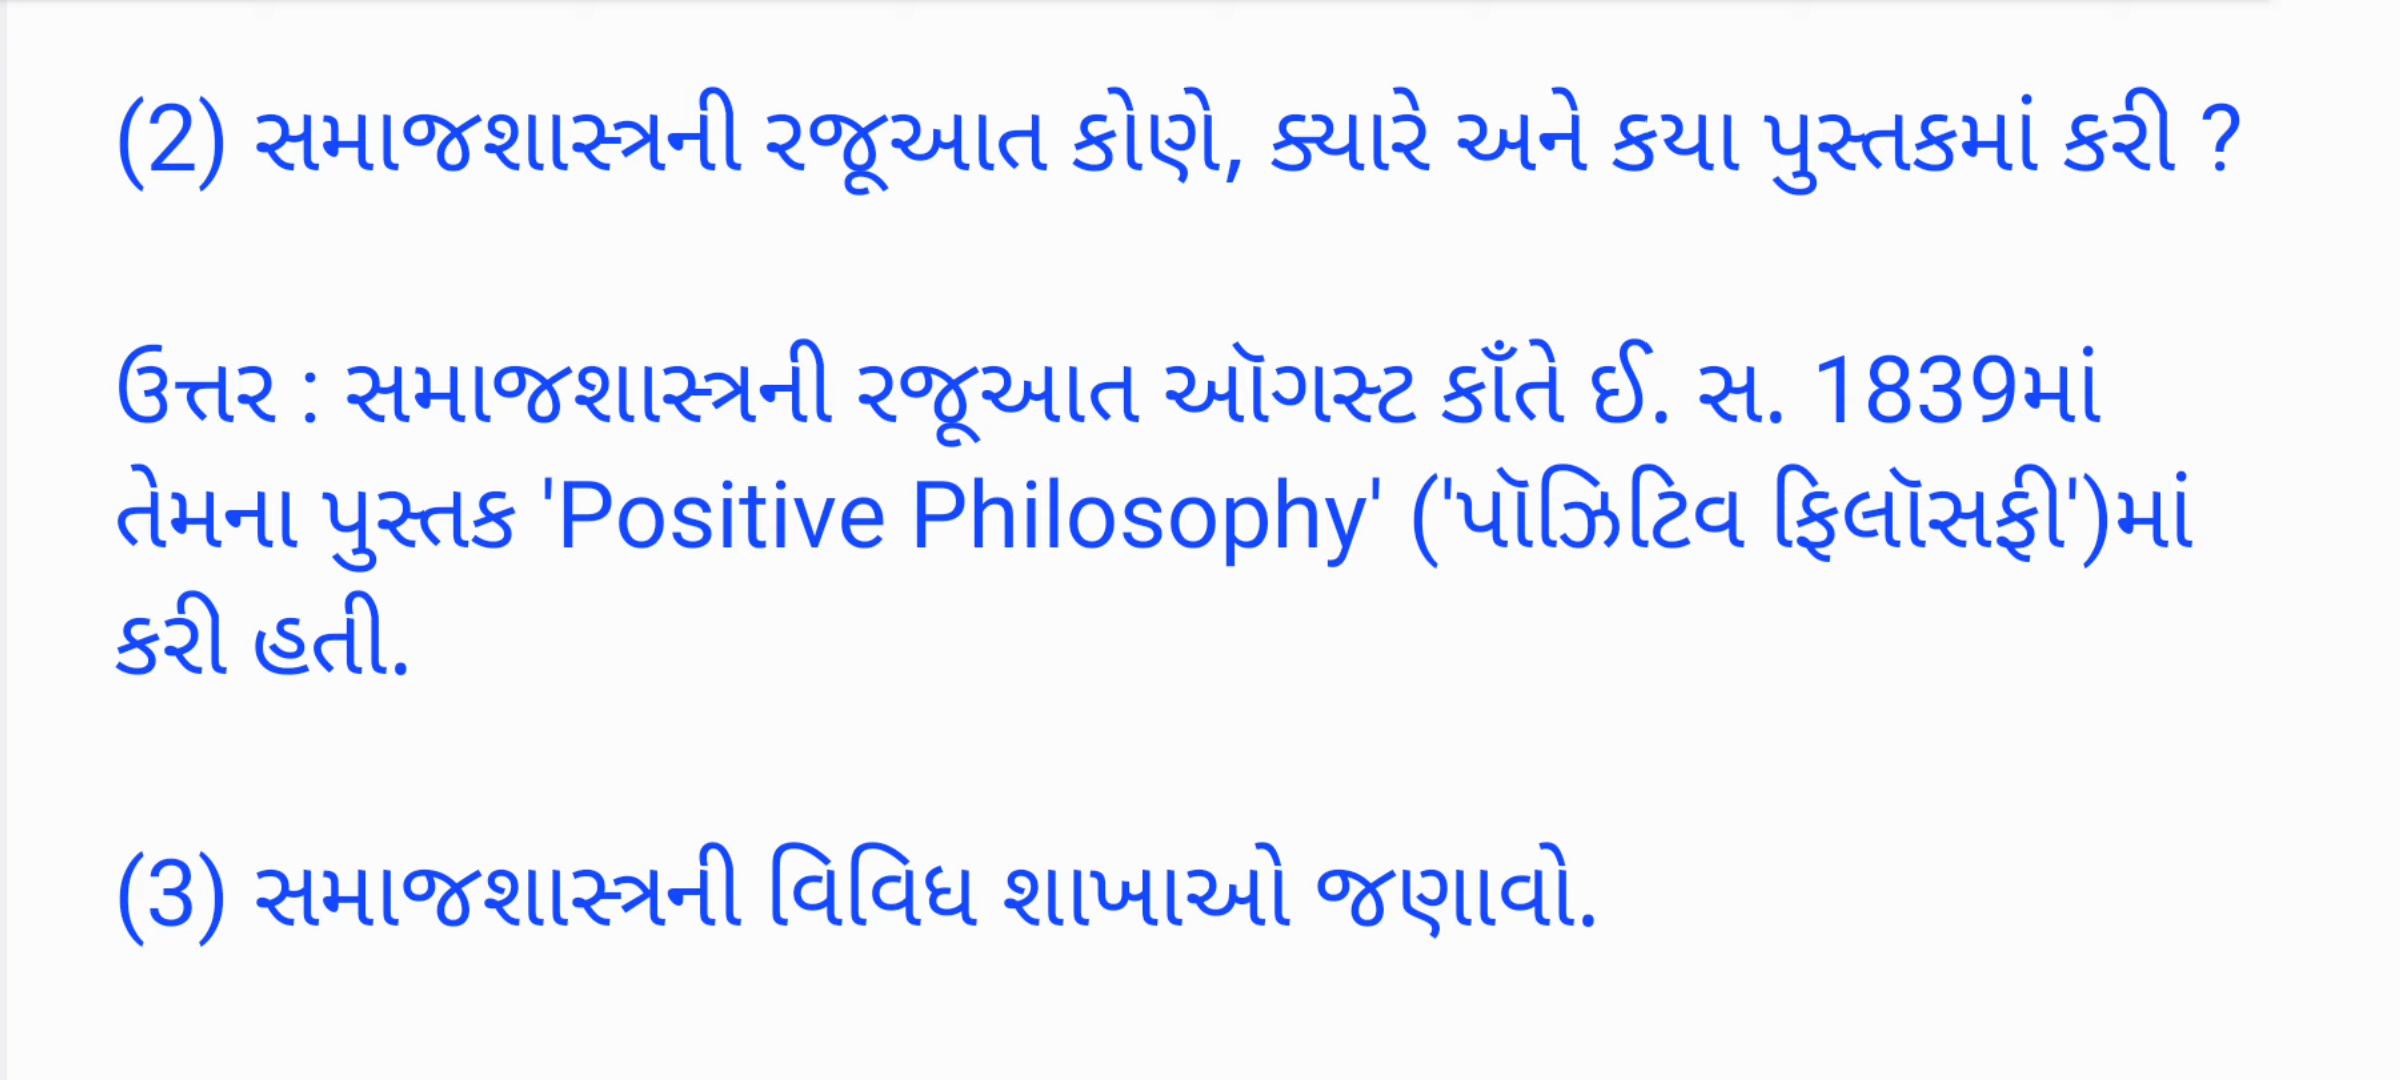 (2) સમાજશાસ્ત્રની રજૂઆત કોણે, ક્યારે અને કયા પુસ્તકમાં કરી ?
ઉત્તર : સમાજશાસ્ત્રની રજૂઆત ઑગસ્ટ કૉંતે ઈ. સ. 1839માં
તેમના પુસ્તક 'Positive Philosophy' ('પૉઝિટિવ ફિલૉસફી')માં
કરી હતી.
(3) સમાજશાસ્ત્રની વિવિધ શાખાઓ જણાવો.